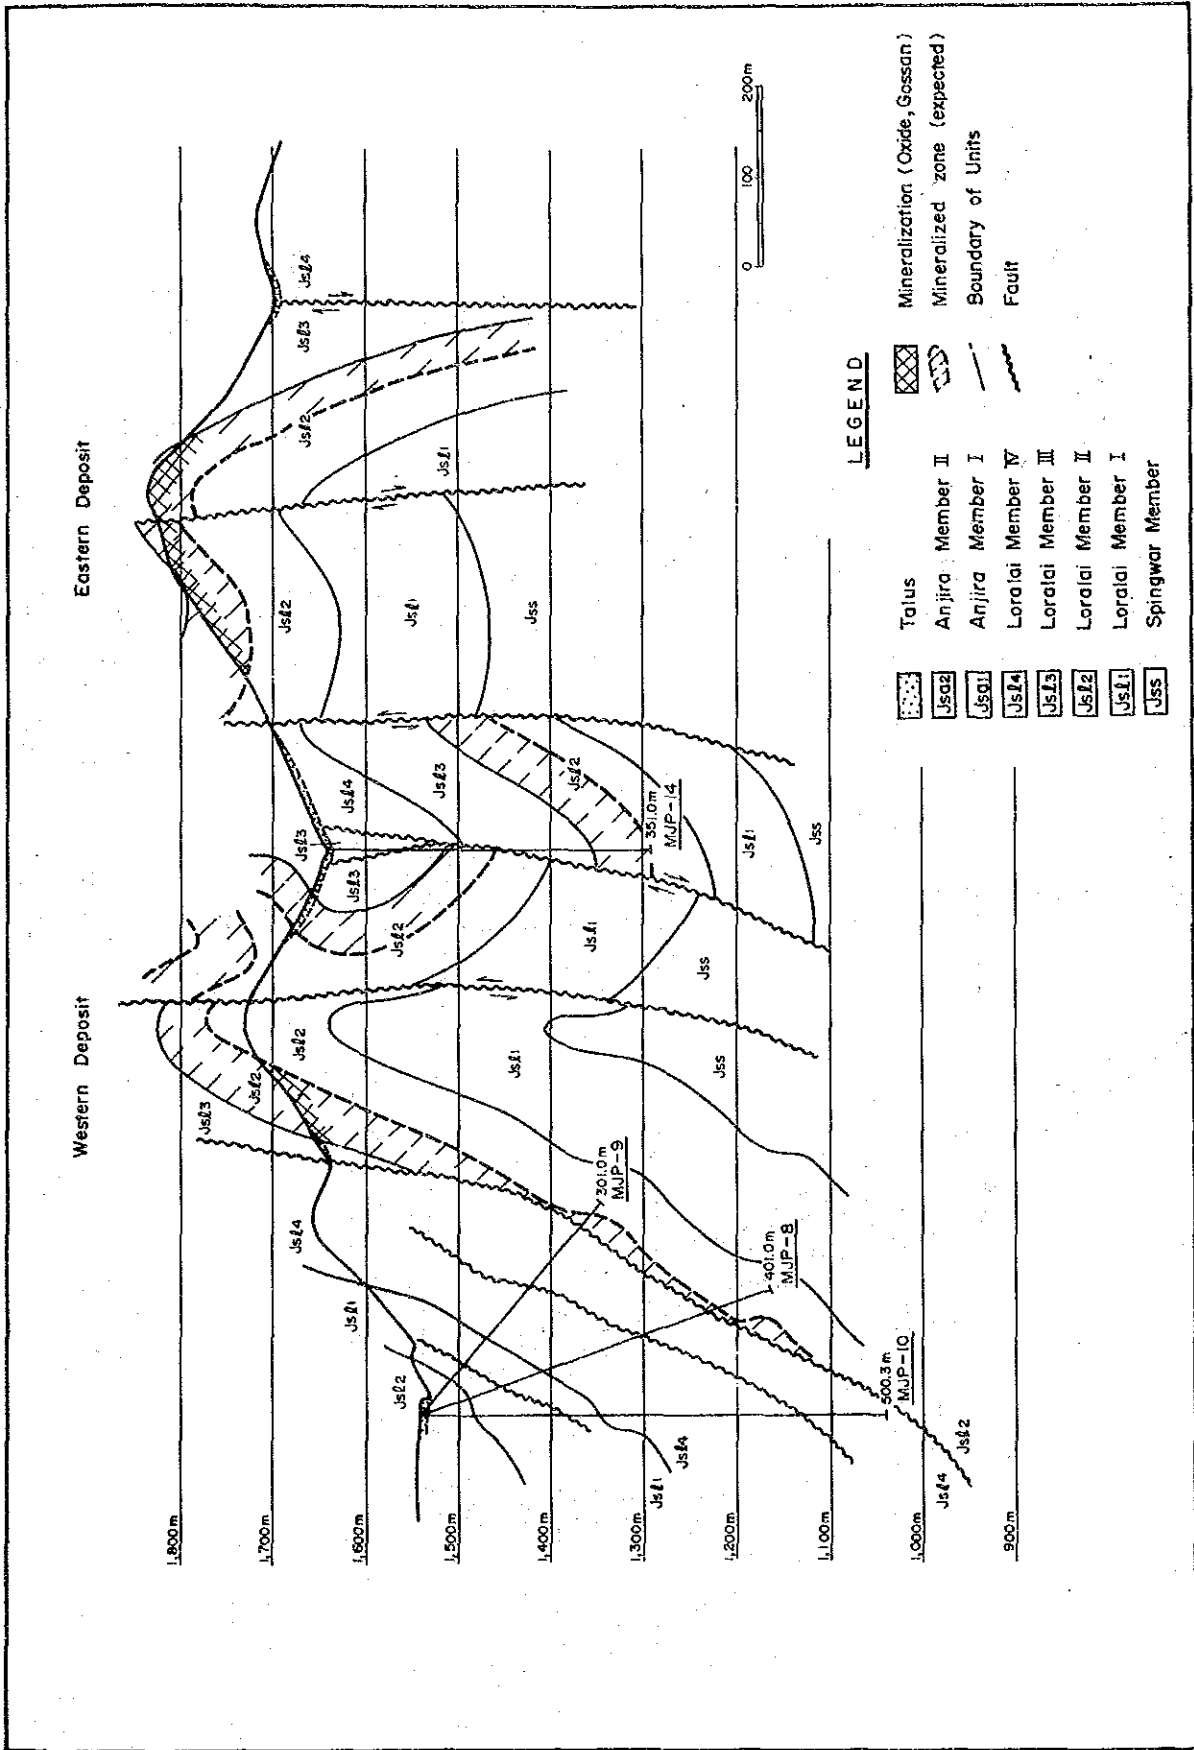 Western Deposit
Eastern Deposit
1,800m
1,700m
1,600m
1,500m
1,400m
1,300m
1,200m
1,100m
1,000m
900m
Jsℓ3
Jsℓ2
Jsℓ4
Jsℓ1
Jsℓ2
Jsℓ2
Jsℓ1
Jss
Jsℓ1
Jsℓ4
Jsℓ4
Jsℓ2
301.0m
MJP-9
401.0m
MJP-8
500.3m
MJP-10
Jsℓ3
Jsℓ3
Jsℓ2
Jsℓ1
Jss
Jsℓ4
Jsℓ3
Jsℓ2
351.0m
MJP-14
Jsℓ1
Jss
Jsℓ2
Jsℓ1
Jss
Jsℓ2
Jsℓ1
Jsℓ3
Jsℓ4
0 100 200m
LEGEND
Talus
Jsa2 Anjira Member II
Jsa1 Anjira Member I
Jsℓ4 Loralai Member IV
Jsℓ3 Loralai Member III
Jsℓ2 Loralai Member II
Jsℓ1 Loralai Member I
Jss Spingwar Member
Mineralization (Oxide, Gossan)
Mineralized zone (expected)
Boundary of Units
Fault